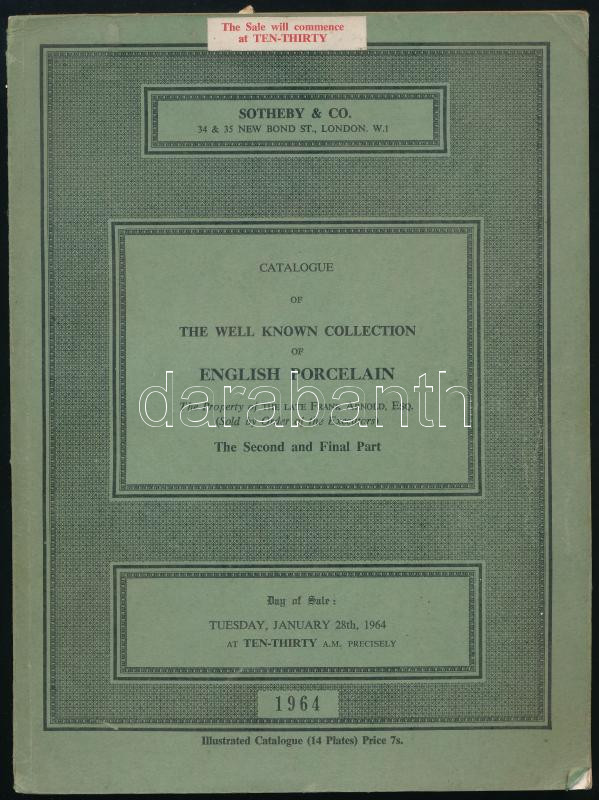 The Sale will commence
at TEN-THIRTY
SOTHEBY & CO.
34 & 35 NEW BOND ST., LONDON. W.1
CATALOGUE
OF
THE WELL KNOWN COLLECTION
OF
ENGLISH PORCELAIN
The Property of THE LATE FRANK ARNOLD, ESQ.
(Sold by Order of the Executors)
darabanth
The Second and Final Part
Day of Sale:
TUESDAY, JANUARY 28th, 1964
AT TEN-THIRTY A.M. PRECISELY
1964
Illustrated Catalogue (14 Plates) Price 7s.